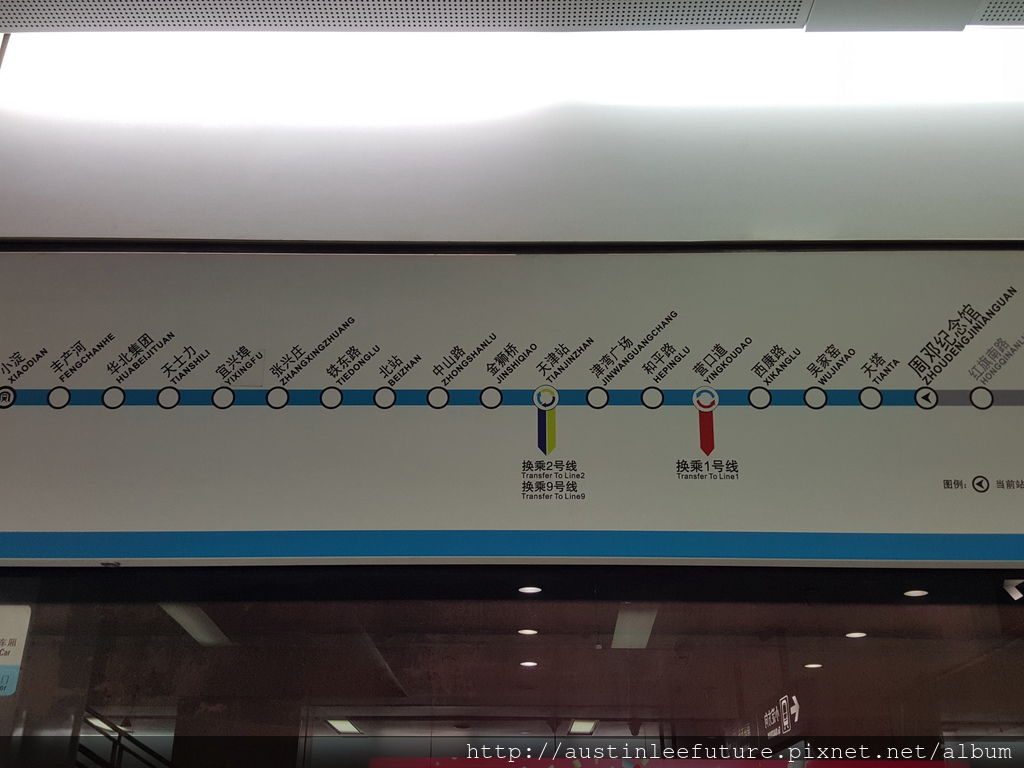 小淀
XIAODIAN
丰产河
FENGCHANHE
华北集团
HUABEIJITUAN
天士力
TIANSHILI
宜兴埠
YIXINGFU
张兴庄
ZHANGXINGZHUANG
铁东路
TIEDONGLU
北站
BEIZHAN
中山路
ZHONGSHANLU
金狮桥
JINSHIQIAO
天津站
TIANJINZHAN
津湾广场
JINWANGUANGCHANG
和平路
HEPINGLU
营口道
YINGKOUDAO
西康路
XIKANGLU
吴家窑
WUJIAYAO
天塔
TIANTA
周邓纪念馆
ZHOUDENGJINIANGUAN
红旗南路
换乘2号线
Transfer To Line2
换乘9号线
Transfer To Line9
换乘1号线
Transfer To Line1
图例：
当前站
车厢
Car
口
http://austinleefuture.pixnet.net/album